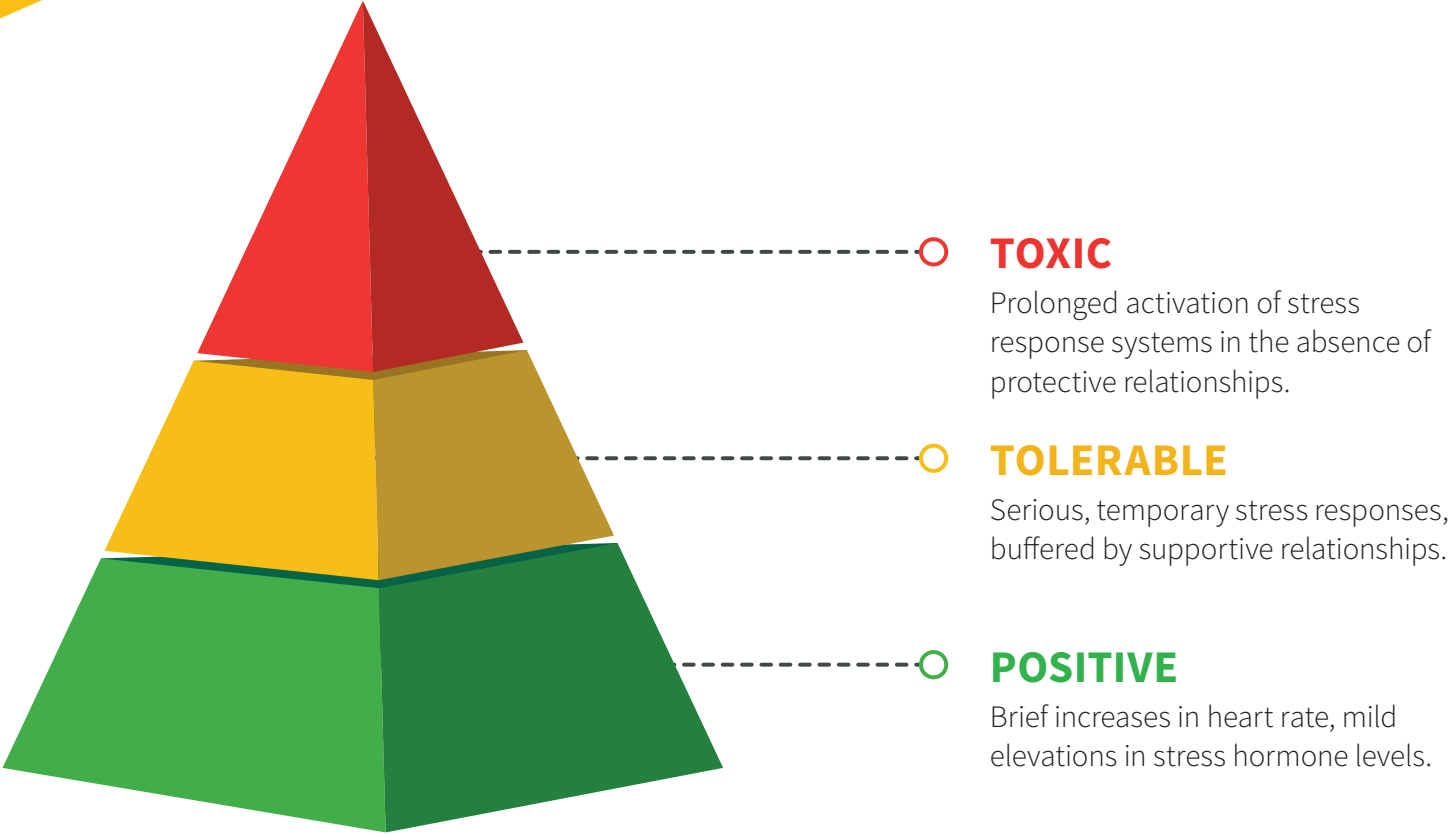 TOXIC
Prolonged activation of stress
response systems in the absence of
protective relationships.
TOLERABLE
Serious, temporary stress responses,
buffered by supportive relationships.
POSITIVE
Brief increases in heart rate, mild
elevations in stress hormone levels.